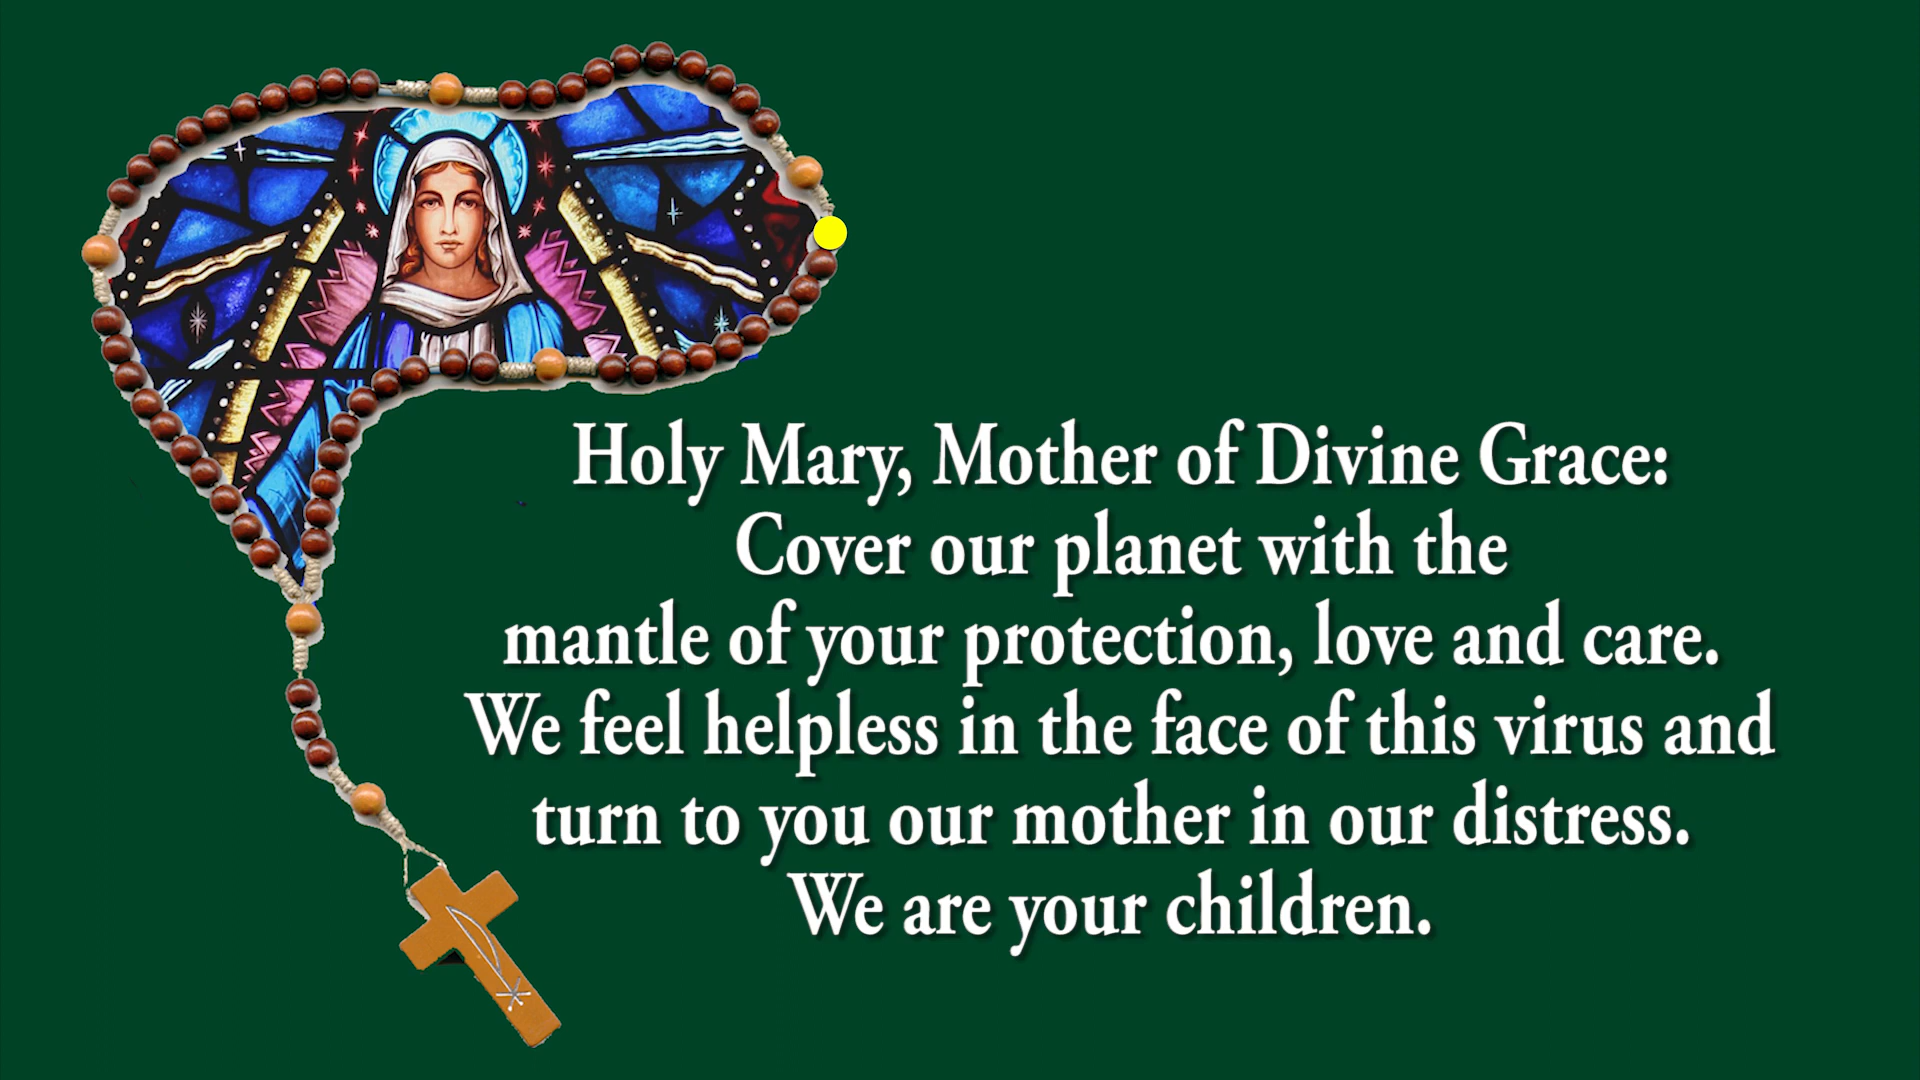 Holy Mary, Mother of Divine Grace:
Cover our planet with the
mantle of your protection, love and care.
We feel helpless in the face of this virus and
turn to you our mother in our distress.
We are your children.